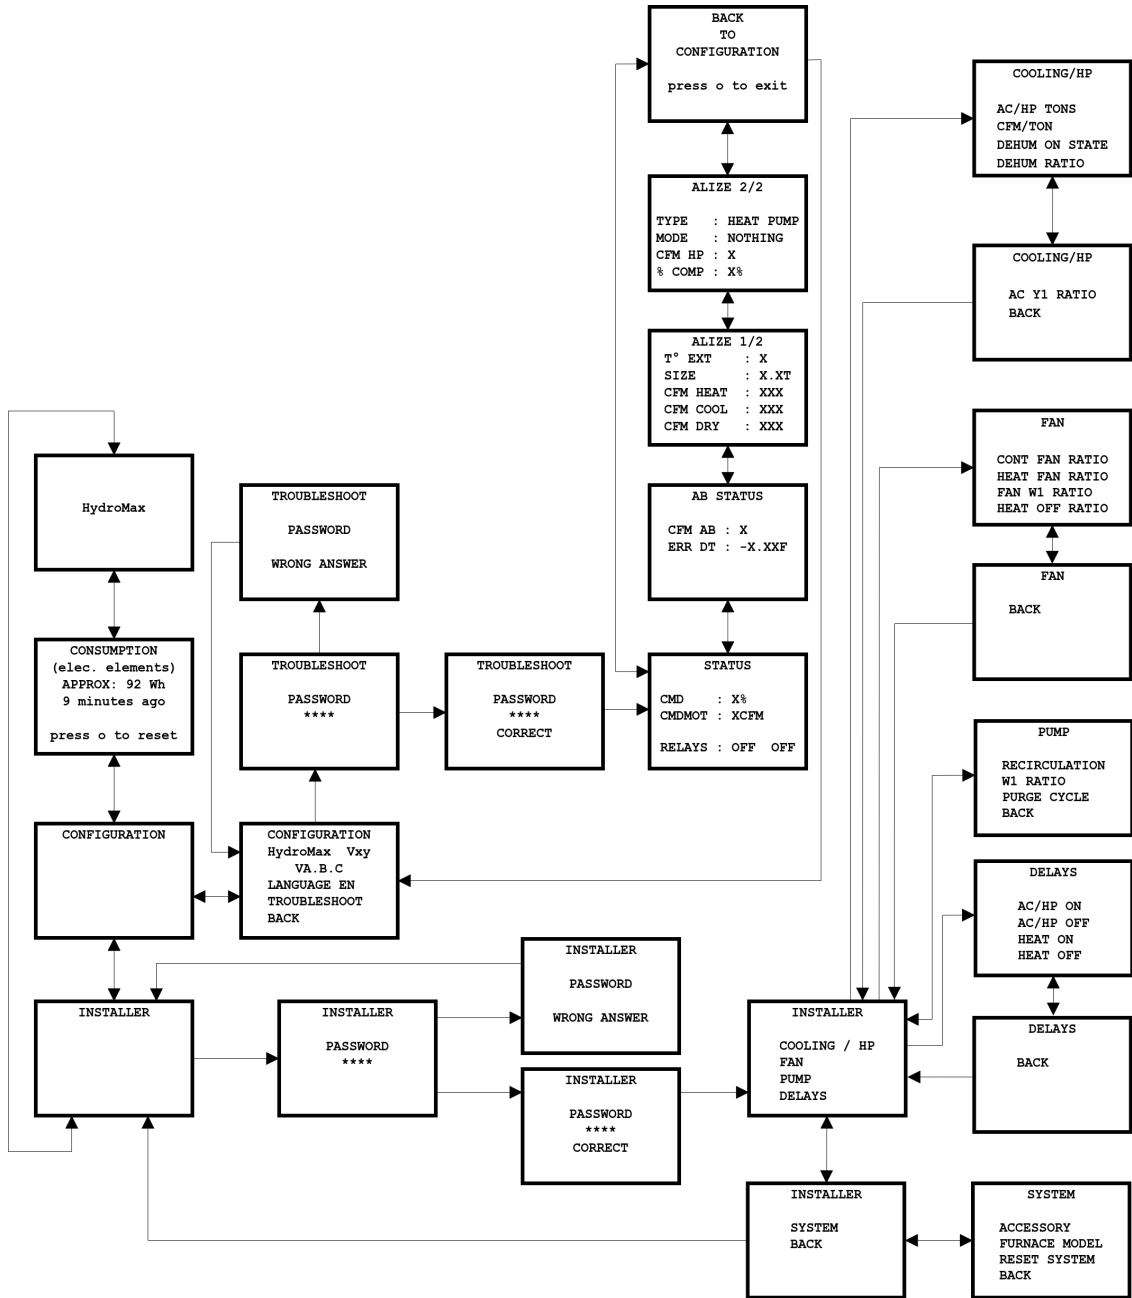 BACK
TO
CONFIGURATION
press o to exit
COOLING/HP
AC/HP TONS
CFM/TON
DEHUM ON STATE
DEHUM RATIO
ALIZE 2/2
TYPE : HEAT PUMP
MODE : NOTHING
CFM HP : X
% COMP : X%
COOLING/HP
AC Y1 RATIO
BACK
ALIZE 1/2
T° EXT : X
SIZE : X.XT
CFM HEAT : XXX
CFM COOL : XXX
CFM DRY : XXX
FAN
CONT FAN RATIO
HEAT FAN RATIO
FAN W1 RATIO
HEAT OFF RATIO
HydroMax
TROUBLESHOOT
PASSWORD
WRONG ANSWER
AB STATUS
CFM AB : X
ERR DT : -X.XXF
FAN
BACK
CONSUMPTION
(elec. elements)
APPROX: 92 Wh
9 minutes ago
press o to reset
TROUBLESHOOT
PASSWORD
****
TROUBLESHOOT
PASSWORD
****
CORRECT
STATUS
CMD : X%
CMDMOT : XCFM
RELAYS : OFF OFF
PUMP
RECIRCULATION
W1 RATIO
PURGE CYCLE
BACK
CONFIGURATION
CONFIGURATION
HydroMax Vxy
VA.B.C
LANGUAGE EN
TROUBLESHOOT
BACK
DELAYS
AC/HP ON
AC/HP OFF
HEAT ON
HEAT OFF
INSTALLER
PASSWORD
WRONG ANSWER
INSTALLER
INSTALLER
PASSWORD
****
INSTALLER
PASSWORD
****
CORRECT
INSTALLER
COOLING / HP
FAN
PUMP
DELAYS
DELAYS
BACK
INSTALLER
SYSTEM
BACK
SYSTEM
ACCESSORY
FURNACE MODEL
RESET SYSTEM
BACK